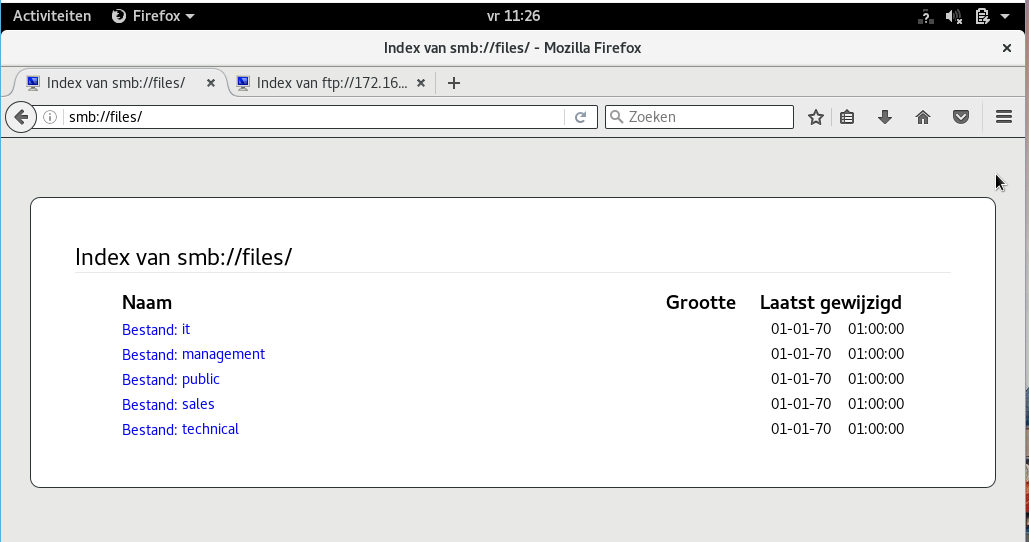 Activiteiten Firefox vr 11:26
Index van smb://files/ - Mozilla Firefox
Index van smb://files/ Index van ftp://172.16...
smb://files/ Zoeken
Index van smb://files/
Naam Grootte Laatst gewijzigd
Bestand: it 01-01-70 01:00:00
Bestand: management 01-01-70 01:00:00
Bestand: public 01-01-70 01:00:00
Bestand: sales 01-01-70 01:00:00
Bestand: technical 01-01-70 01:00:00